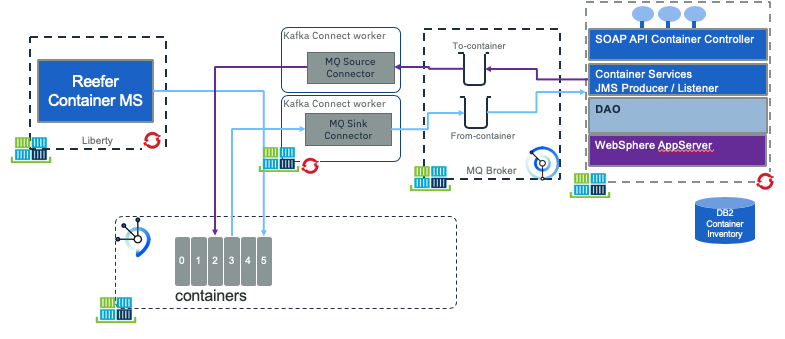 Reefer
Container MS
Liberty
Kafka Connect worker
MQ Source
Connector
Kafka Connect worker
MQ Sink
Connector
To-container
From-container
MQ Broker
SOAP API Container Controller
Container Services
JMS Producer / Listener
DAO
WebSphere AppServer
DB2
Container
Inventory
0 1 2 3 4 5
containers